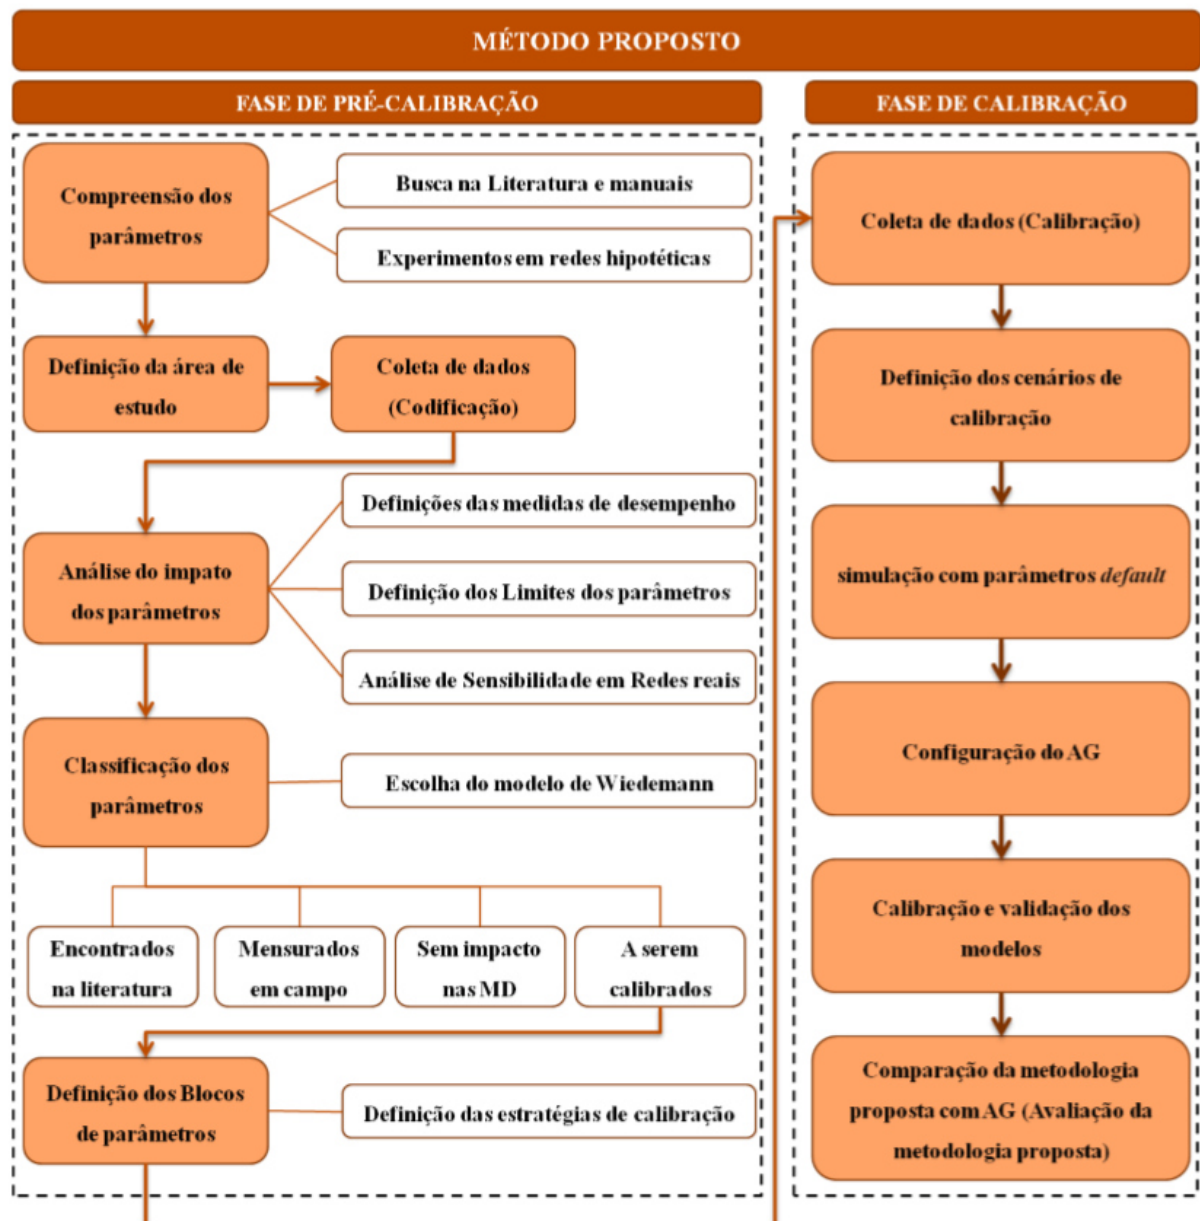 MÉTODO PROPOSTO
FASE DE PRÉ-CALIBRAÇÃO
Compreensão dos
parâmetros
Busca na Literatura e manuais
Experimentos em redes hipotéticas
Definição da área de
estudo
Coleta de dados
(Codificação)
Análise do impato
dos parâmetros
Definições das medidas de desempenho
Definição dos Limites dos parâmetros
Análise de Sensibilidade em Redes reais
Classificação dos
parâmetros
Escolha do modelo de Wiedemann
Encontrados
na literatura
Mensurados
em campo
Sem impacto
nas MD
A serem
calibrados
Definição dos Blocos
de parâmetros
Definição das estratégias de calibração
FASE DE CALIBRAÇÃO
Coleta de dados (Calibração)
Definição dos cenários de
calibração
simulação com parâmetros default
Configuração do AG
Calibração e validação dos
modelos
Comparação da metodologia
proposta com AG (Avaliação da
metodologia proposta)